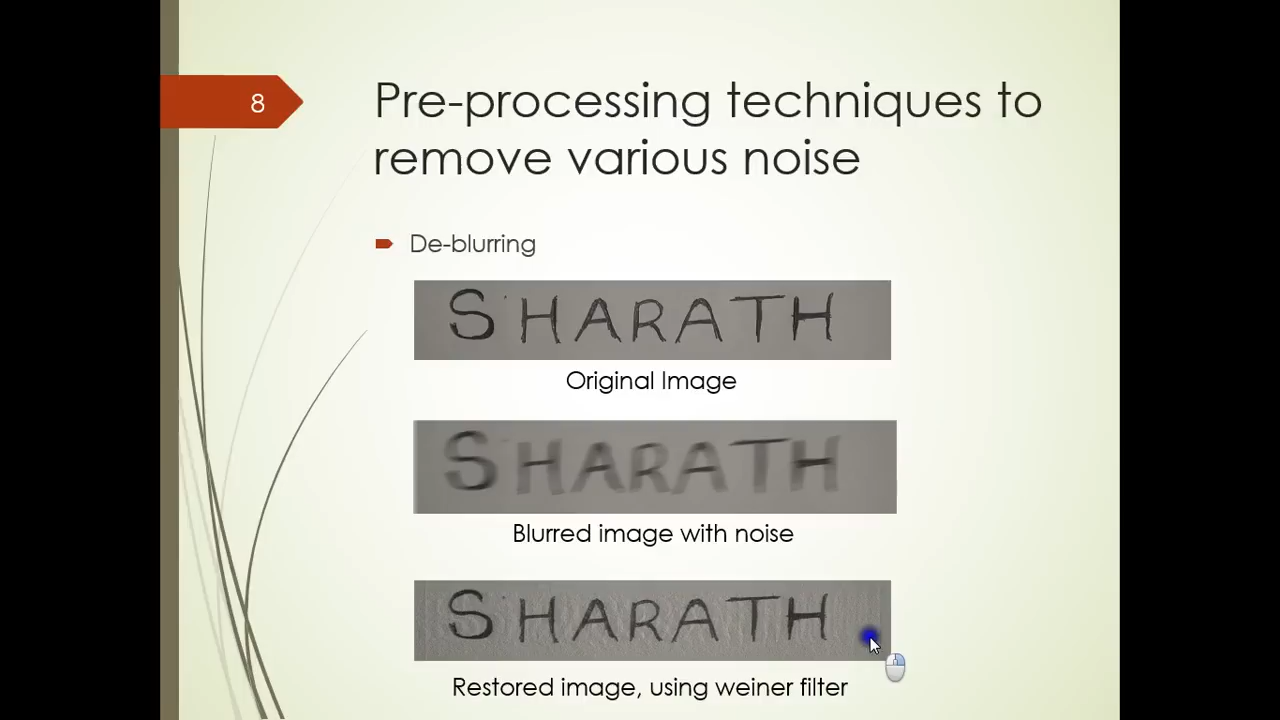 8
Pre-processing techniques to
remove various noise
De-blurring
SHARATH
Original Image
SHARATH
Blurred image with noise
SHARATH
Restored image, using weiner filter